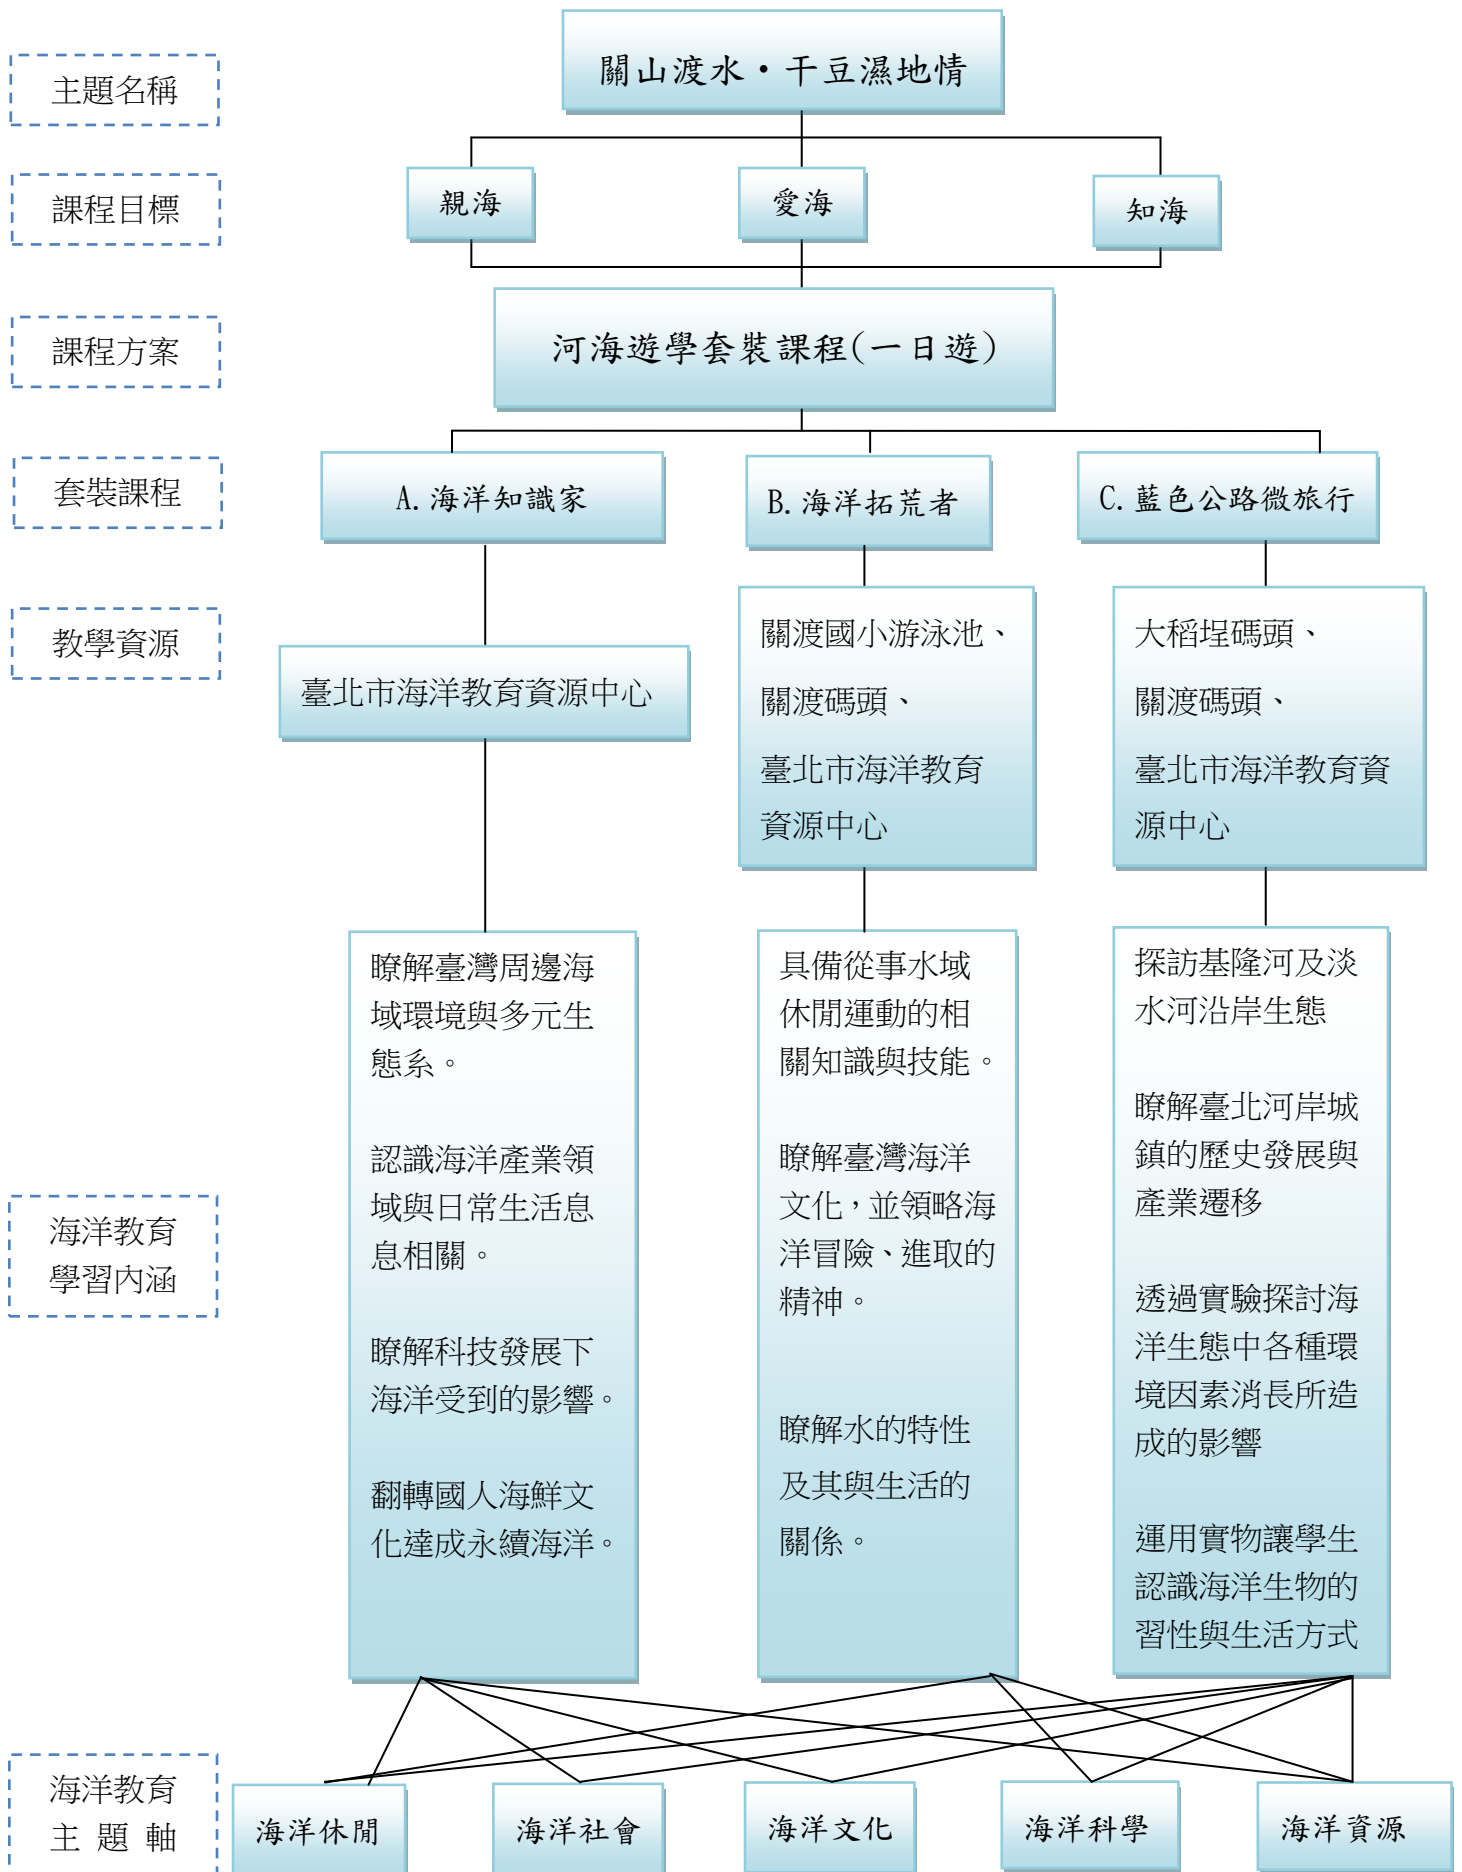 主題名稱
關山渡水‧干豆濕地情
課程目標
親海
愛海
知海
課程方案
河海遊學套裝課程(一日遊)
套裝課程
A.海洋知識家
B.海洋拓荒者
C.藍色公路微旅行
教學資源
臺北市海洋教育資源中心
關渡國小游泳池、
關渡碼頭、
臺北市海洋教育
資源中心
大稻埕碼頭、
關渡碼頭、
臺北市海洋教育資
源中心
海洋教育
學習內涵
瞭解臺灣周邊海
域環境與多元生
態系。
認識海洋產業領
域與日常生活息
息相關。
瞭解科技發展下
海洋受到的影響。
翻轉國人海鮮文
化達成永續海洋。
具備從事水域
休閒運動的相
關知識與技能。
瞭解臺灣海洋
文化，並領略海
洋冒險、進取的
精神。
瞭解水的特性
及其與生活的
關係。
探訪基隆河及淡
水河沿岸生態
瞭解臺北河岸城
鎮的歷史發展與
產業遷移
透過實驗探討海
洋生態中各種環
境因素消長所造
成的影響
運用實物讓學生
認識海洋生物的
習性與生活方式
海洋教育
主 題 軸
海洋休閒
海洋社會
海洋文化
海洋科學
海洋資源